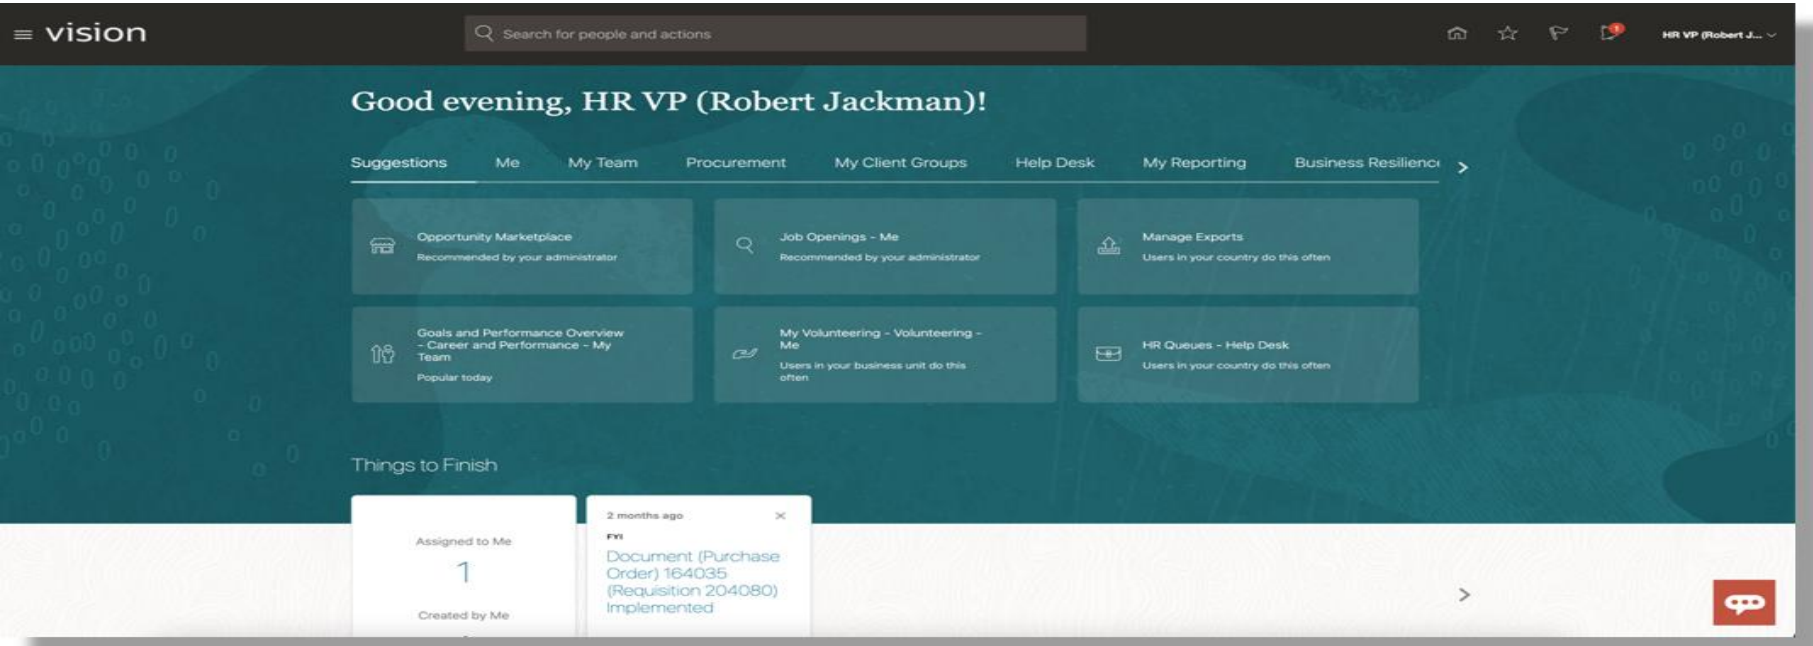 vision
Search for people and actions
1
HR VP (Robert J...
Good evening, HR VP (Robert Jackman)!
Suggestions Me My Team Procurement My Client Groups Help Desk My Reporting Business Resilienc
Opportunity Marketplace
Recommended by your administrator
Job Openings - Me
Recommended by your administrator
Manage Exports
Users in your country do this often
Goals and Performance Overview
- Career and Performance - My
Team
Popular today
My Volunteering - Volunteering -
Me
Users in your business unit do this
often
HR Queues - Help Desk
Users in your country do this often
Things to Finish
Assigned to Me
1
Created by Me
2 months ago
FYI
Document (Purchase
Order) 164035
(Requisition 204080)
Implemented